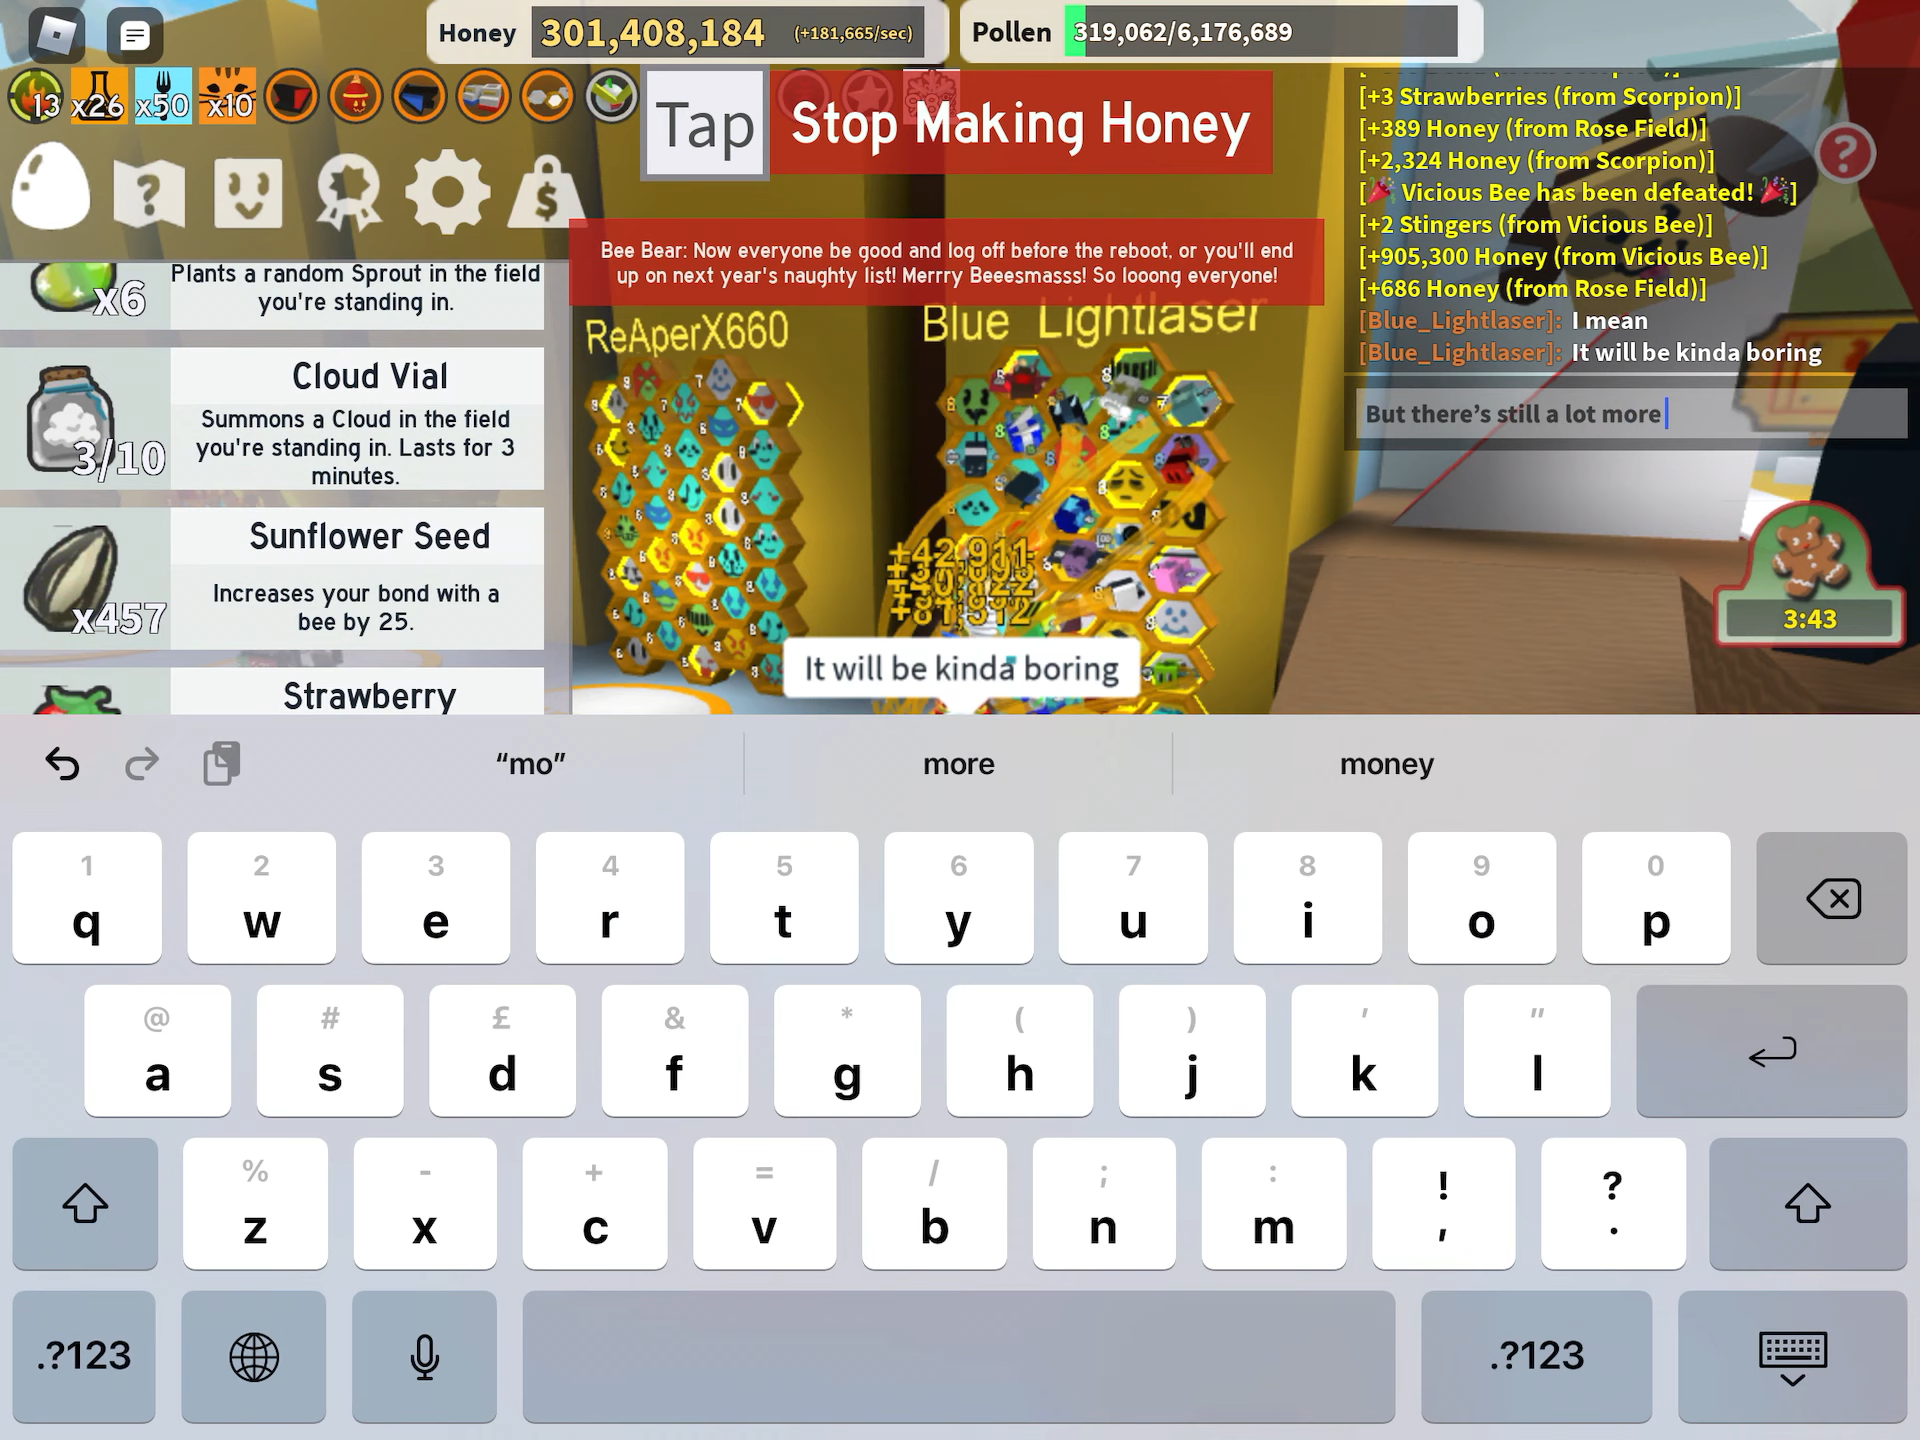 Honey 301,408,184 (+181,665/sec)
Pollen 319,062/6,176,689
13 x26 x50 x10
Tap Stop Making Honey
[+3 Strawberries (from Scorpion)]
[+389 Honey (from Rose Field)]
[+2,324 Honey (from Scorpion)]
[🎉 Vicious Bee has been defeated! 🎉]
[+2 Stingers (from Vicious Bee)]
[+905,300 Honey (from Vicious Bee)]
[+686 Honey (from Rose Field)]
[Blue_Lightlaser]: I mean
[Blue_Lightlaser]: It will be kinda boring
But there's still a lot more
?
Bee Bear: Now everyone be good and log off before the reboot, or you'll end
up on next year's naughty list! Merrry Beeesmasss! So looong everyone!
x6
Plants a random Sprout in the field
you're standing in.
Cloud Vial
3/10
Summons a Cloud in the field
you're standing in. Lasts for 3
minutes.
Sunflower Seed
x457
Increases your bond with a
bee by 25.
Strawberry
ReAperX660
Blue_Lightlaser
+42,911
It will be kinda boring
3:43
“mo” more money
1 2 3 4 5 6 7 8 9 0
q w e r t y u i o p
@ # £ & * ( ) ' "
a s d f g h j k l
% - + = / ; : ! ?
z x c v b n m , .
.?123 .?123